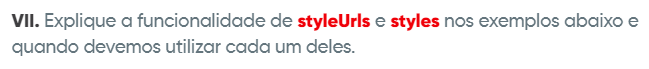 VII. Explique a funcionalidade de styleUrls e styles nos exemplos abaixo e
quando devemos utilizar cada um deles.